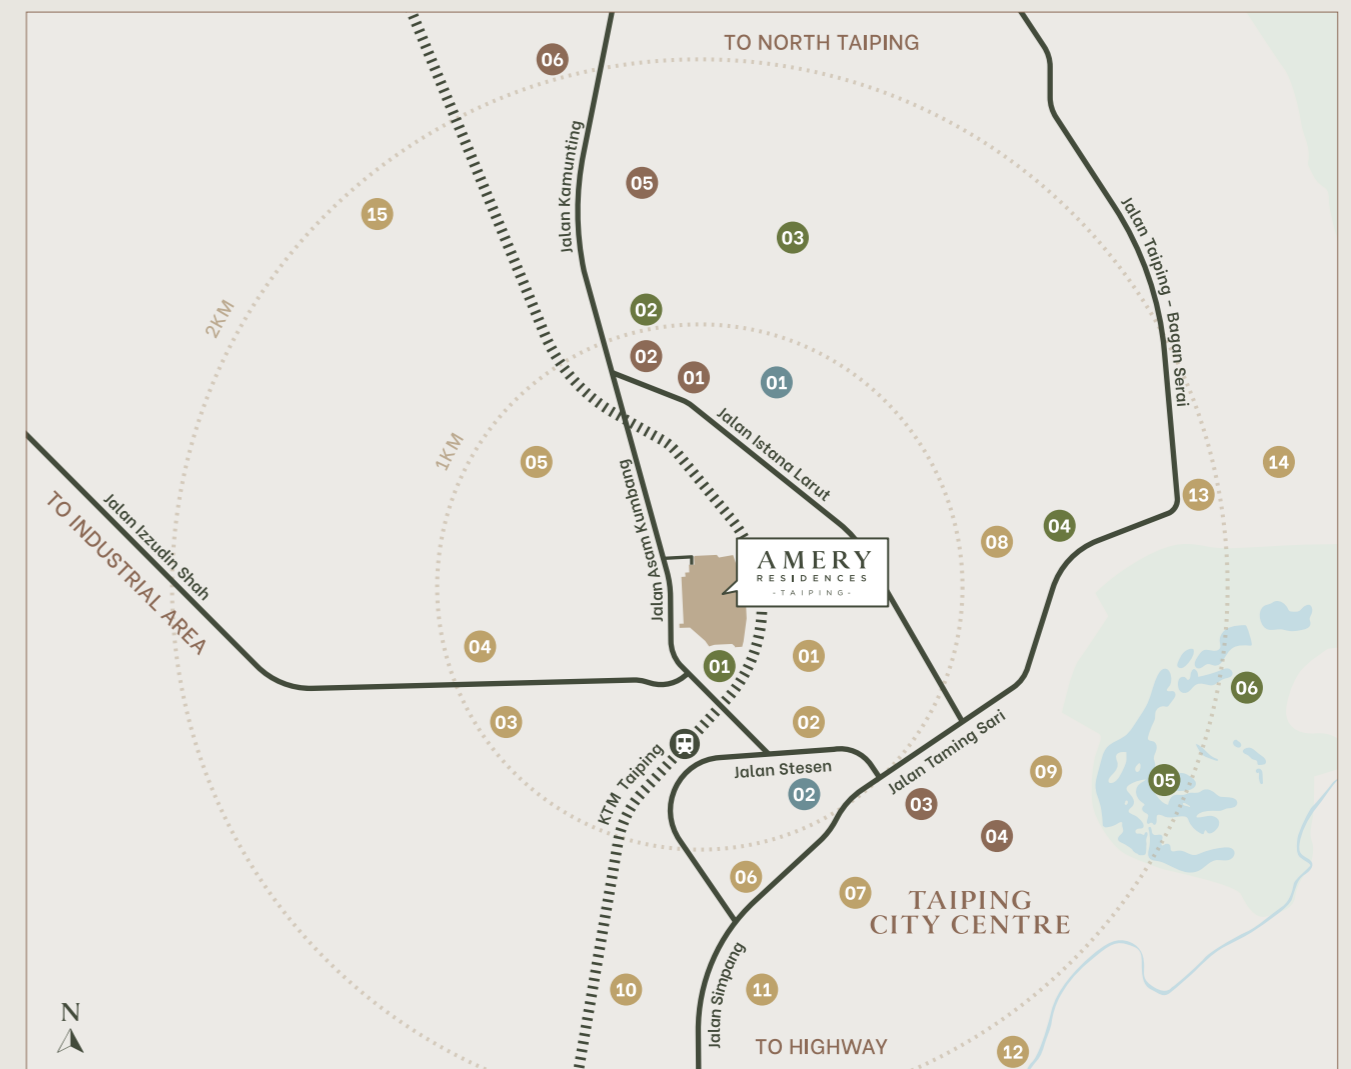 TO NORTH TAIPING
06
Jalan Kamunting
05
15
03
Jalan Taiping - Bagan Serai
2KM
02
02
01
01
Jalan Istana Larut
1KM
05
14
13
Jalan Izzudin Shah
TO INDUSTRIAL AREA
Jalan Asam Kumbang
04
08
AMERY
RESIDENCES
-TAIPING-
04
01
01
06
03
02
Jalan Taming Sari
KTM Taiping
Jalan Stesen
09
05
02
03
04
06
07
TAIPING
CITY CENTRE
10
11
Jalan Simpang
N
TO HIGHWAY
12